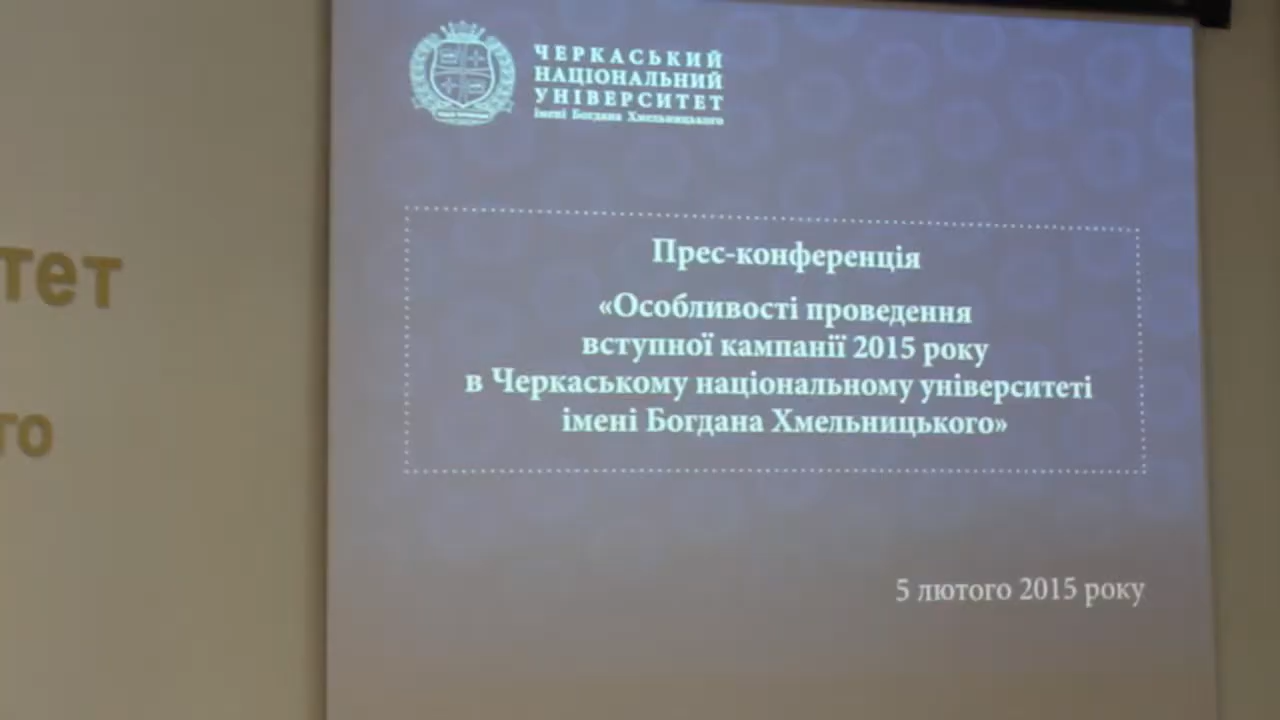 ЧЕРКАСЬКИЙ
НАЦІОНАЛЬНИЙ
УНІВЕРСИТЕТ
імені Богдана Хмельницького
Прес-конференція
«Особливості проведення
вступної кампанії 2015 року
в Черкаському національному університеті
імені Богдана Хмельницького»
5 лютого 2015 року
тет
го